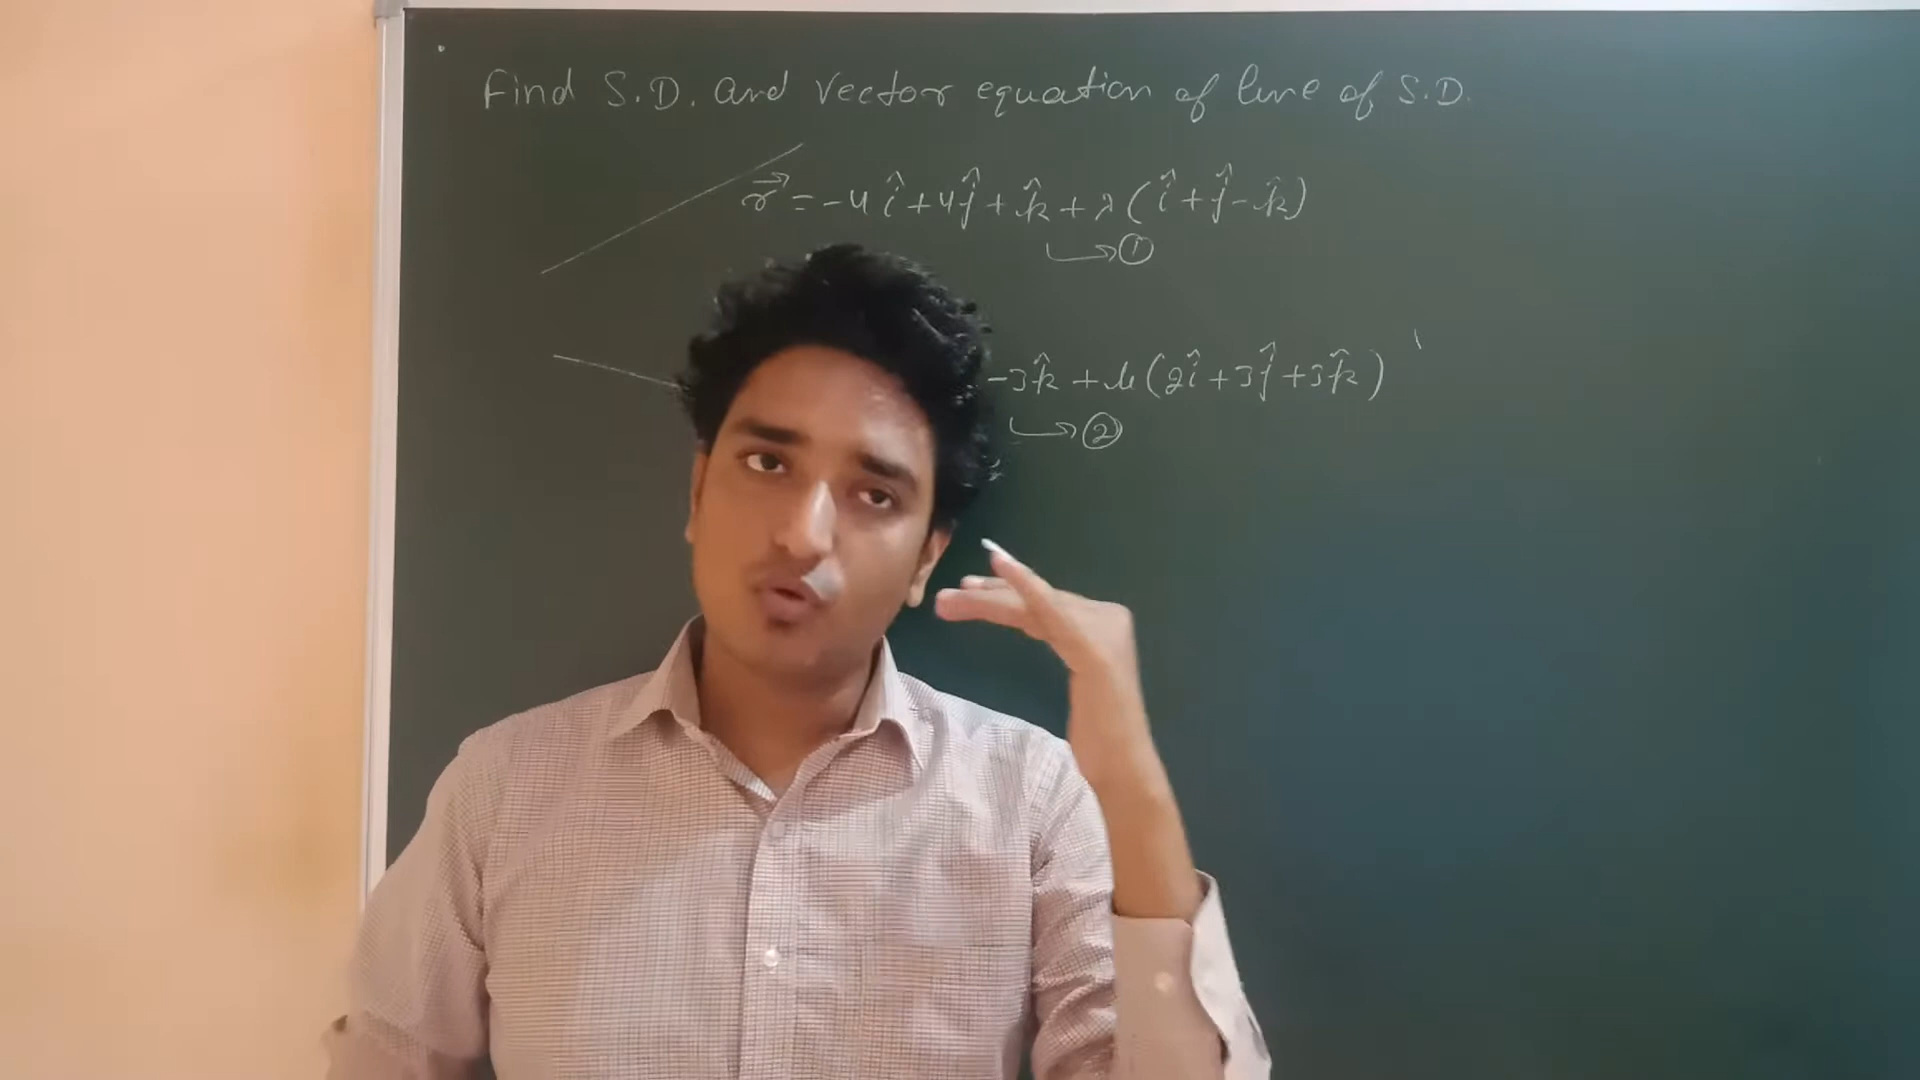 Find S.D. and vector equation of line of S.D.
r⃗ = -4î+4ĵ+k̂+λ(î+ĵ-k̂)
①
-3k̂+μ(2î+3ĵ+3k̂)
②